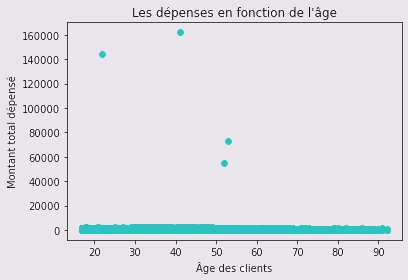 Les dépenses en fonction de l'âge
Montant total dépensé
160000
140000
120000
100000
80000
60000
40000
20000
0
20 30 40 50 60 70 80 90
Âge des clients